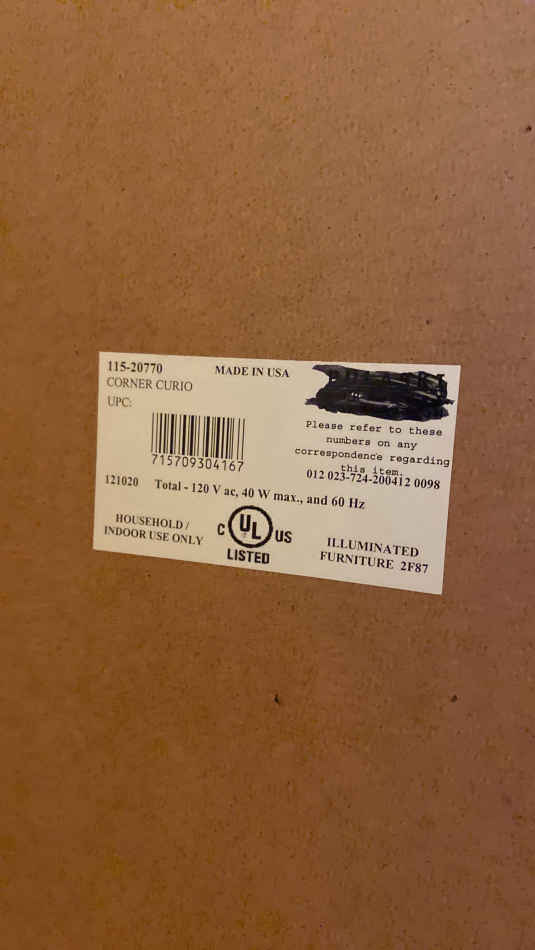 115-20770
MADE IN USA
CORNER CURIO
UPC:
715709304167
Please refer to these
numbers on any
correspondence regarding
this item.
012 023-724-200412 0098
121020
Total - 120 V ac, 40 W max., and 60 Hz
HOUSEHOLD /
INDOOR USE ONLY
C UL US
LISTED
ILLUMINATED
FURNITURE 2F87